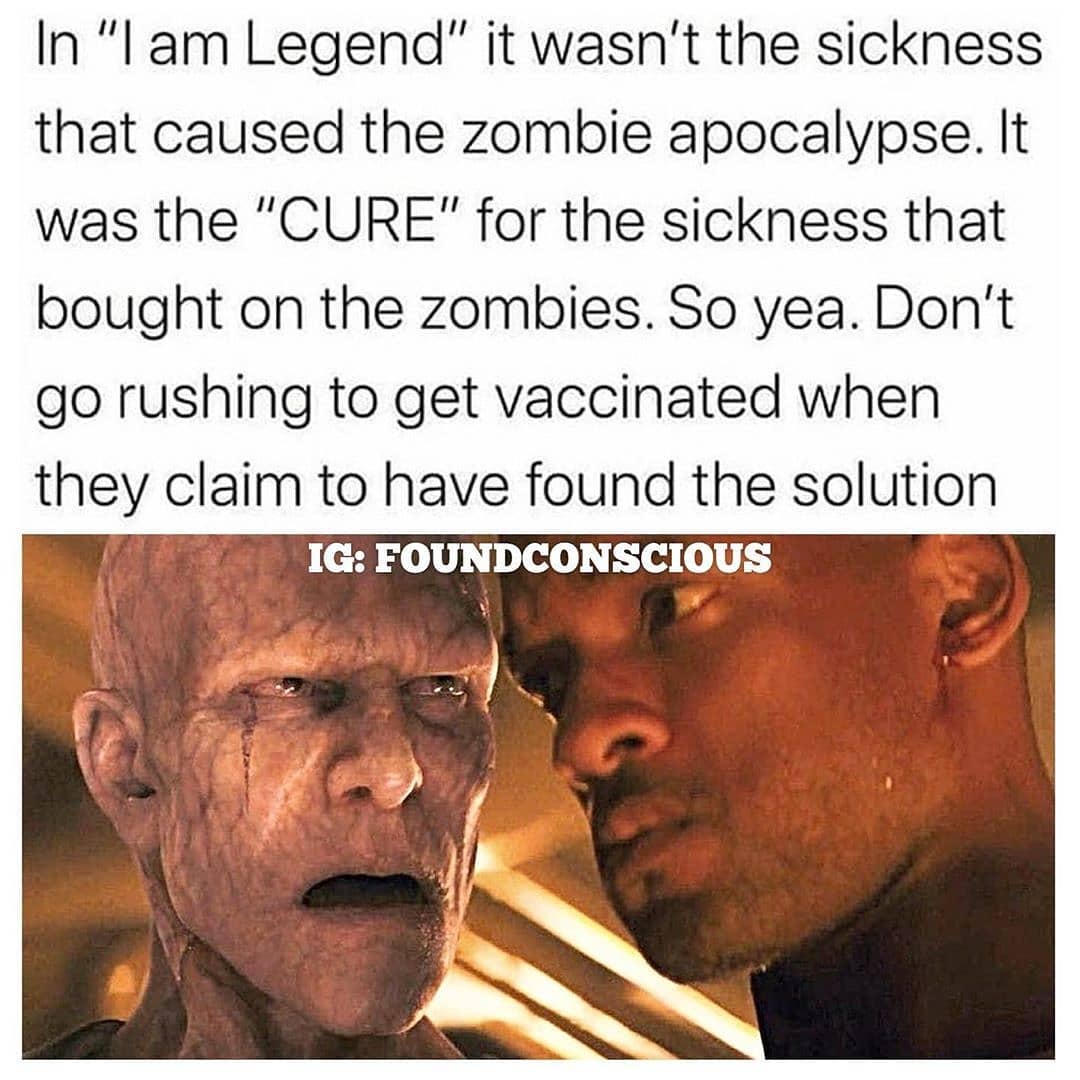 In "I am Legend" it wasn't the sickness
that caused the zombie apocalypse. It
was the "CURE" for the sickness that
bought on the zombies. So yea. Don't
go rushing to get vaccinated when
they claim to have found the solution
IG: FOUNDCONSCIOUS